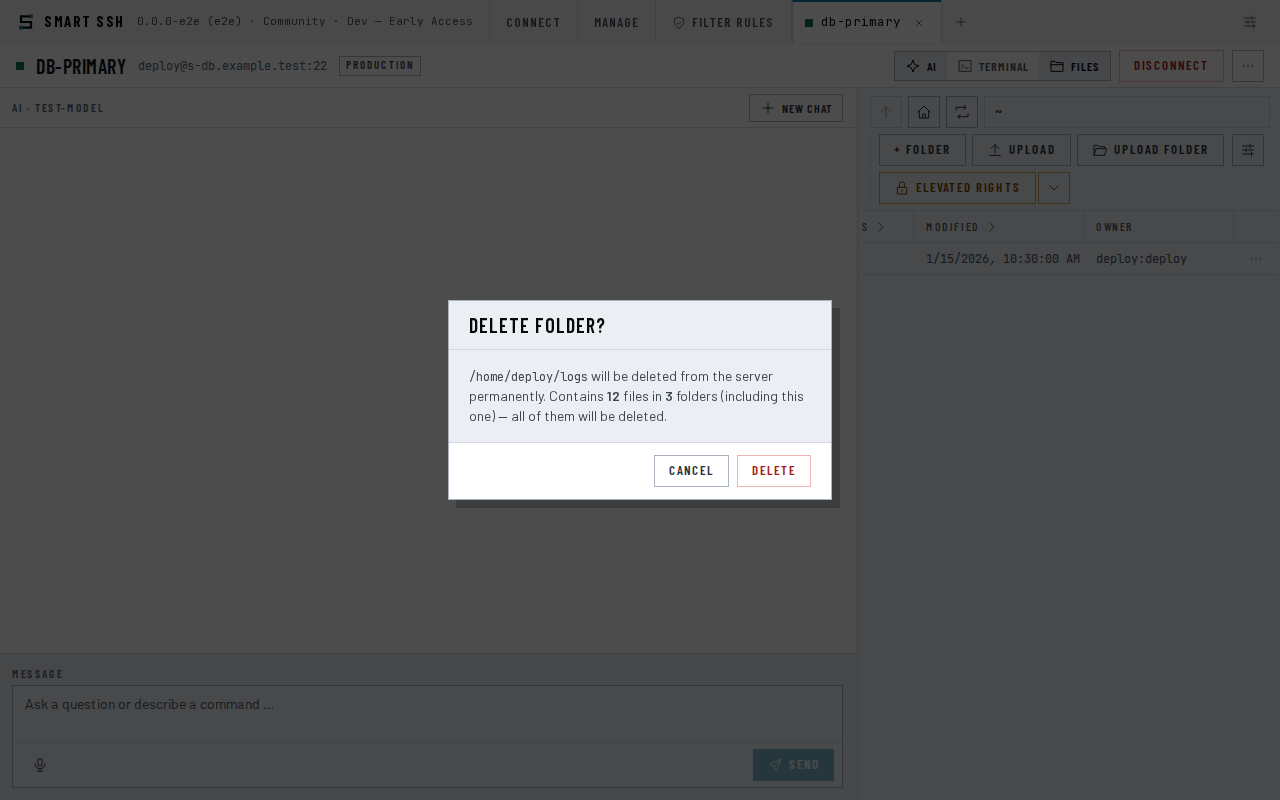 SMART SSH 0.0.0-e2e (e2e) · Community · Dev — Early Access CONNECT MANAGE FILTER RULES db-primary
DB-PRIMARY deploy@s-db.example.test:22 PRODUCTION AI TERMINAL FILES DISCONNECT ...
AI · TEST-MODEL NEW CHAT
~
+ FOLDER UPLOAD UPLOAD FOLDER
ELEVATED RIGHTS
S MODIFIED OWNER
1/15/2026, 10:30:00 AM deploy:deploy ...
DELETE FOLDER?
/home/deploy/logs will be deleted from the server
permanently. Contains 12 files in 3 folders (including this
one) — all of them will be deleted.
CANCEL DELETE
MESSAGE
Ask a question or describe a command ...
SEND